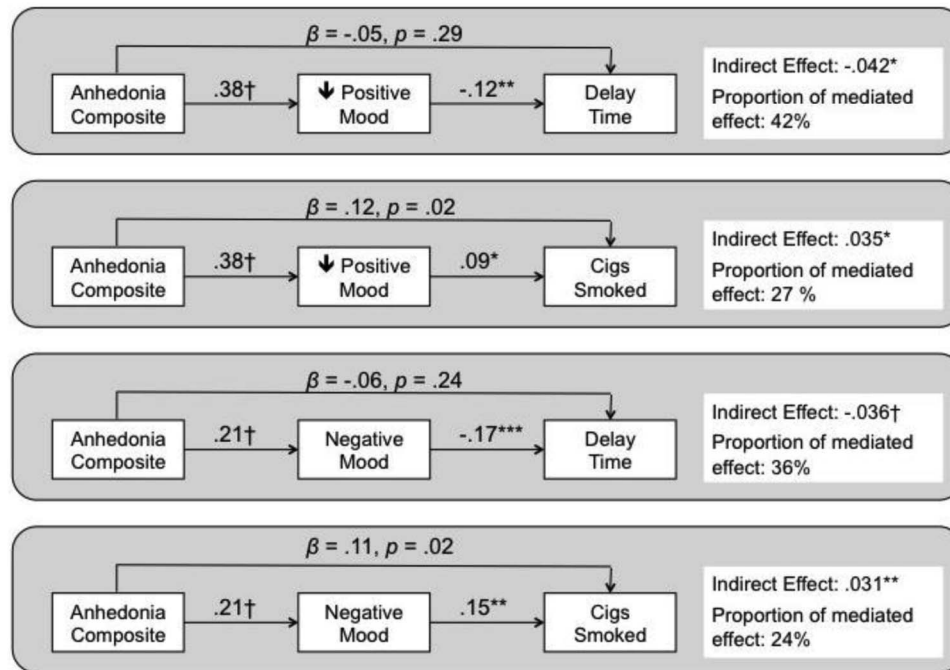 β = -.05, p = .29
Anhedonia
Composite
.38†
🡇 Positive
Mood
-.12**
Delay
Time
Indirect Effect: -.042*
Proportion of mediated
effect: 42%
β = .12, p = .02
Anhedonia
Composite
.38†
🡇 Positive
Mood
.09*
Cigs
Smoked
Indirect Effect: .035*
Proportion of mediated
effect: 27 %
β = -.06, p = .24
Anhedonia
Composite
.21†
Negative
Mood
-.17***
Delay
Time
Indirect Effect: -.036†
Proportion of mediated
effect: 36%
β = .11, p = .02
Anhedonia
Composite
.21†
Negative
Mood
.15**
Cigs
Smoked
Indirect Effect: .031**
Proportion of mediated
effect: 24%